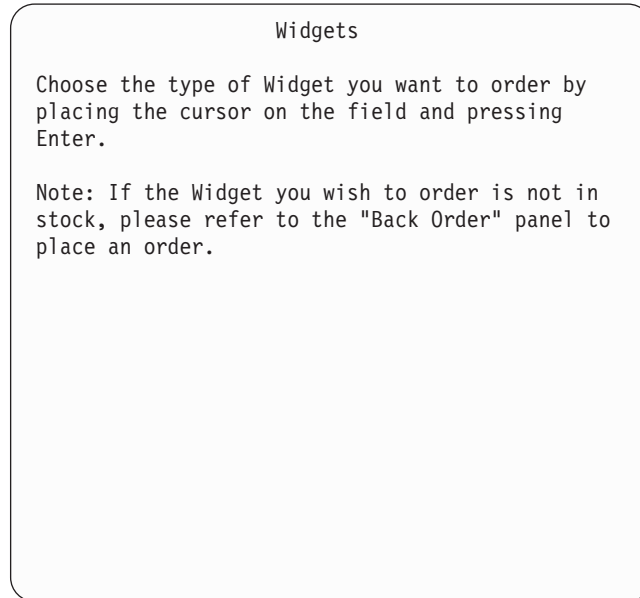 Widgets
Choose the type of Widget you want to order by
placing the cursor on the field and pressing
Enter.
Note: If the Widget you wish to order is not in
stock, please refer to the "Back Order" panel to
place an order.